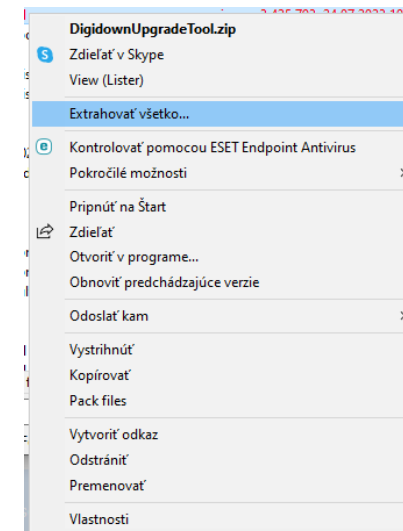 DigidownUpgradeTool.zip
Zdieľať v Skype
View (Lister)
Extrahovať všetko...
Kontrolovať pomocou ESET Endpoint Antivirus
Pokročilé možnosti
Pripnúť na Štart
Zdieľať
Otvoriť v programe...
Obnoviť predchádzajúce verzie
Odoslať kam
Vystrihnúť
Kopírovať
Pack files
Vytvoriť odkaz
Odstrániť
Premenovať
Vlastnosti